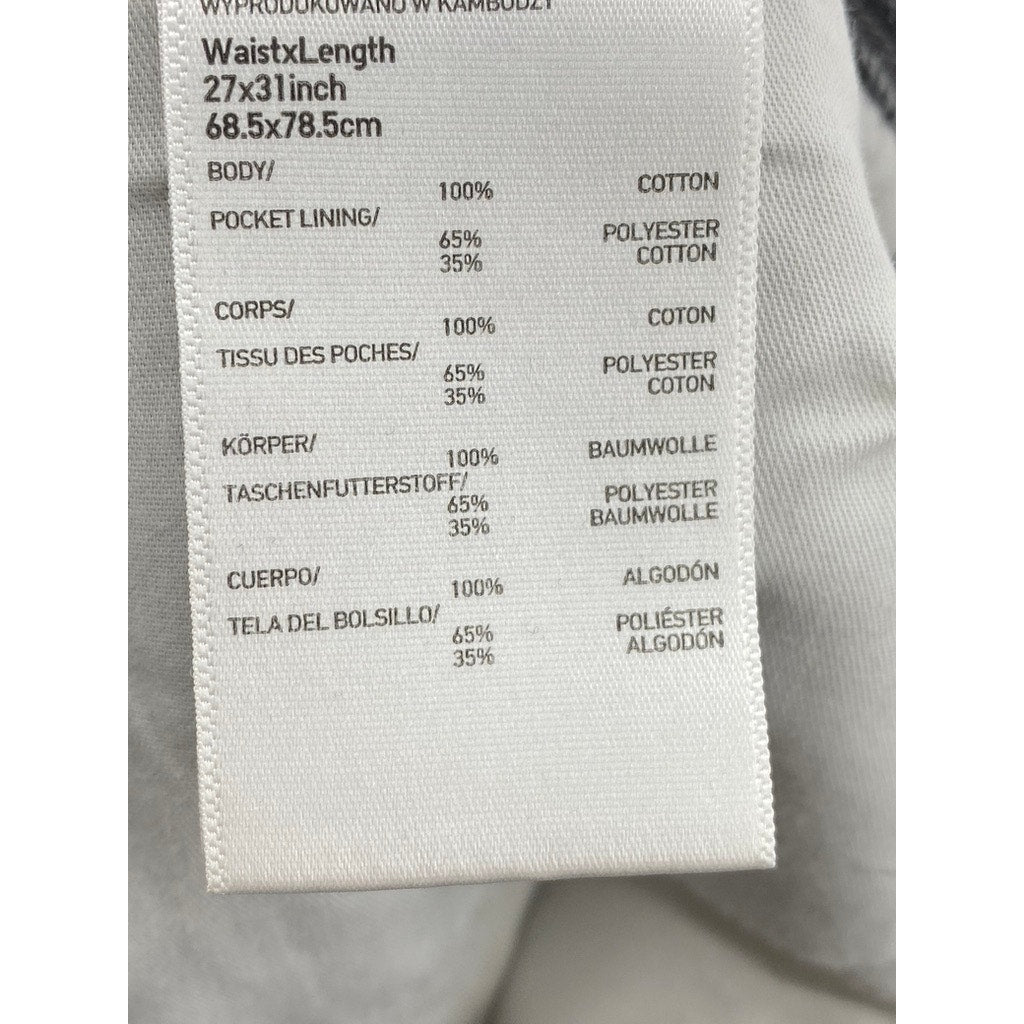 WYPRODUKOWANO W KAMBODŻY
WaistxLength
27x31inch
68.5x78.5cm
BODY/
100% COTTON
POCKET LINING/
65% POLYESTER
35% COTTON
CORPS/
100% COTON
TISSU DES POCHES/
65% POLYESTER
35% COTON
KÖRPER/
100% BAUMWOLLE
TASCHENFUTTERSTOFF/
65% POLYESTER
35% BAUMWOLLE
CUERPO/
100% ALGODÓN
TELA DEL BOLSILLO/
65% POLIÉSTER
35% ALGODÓN